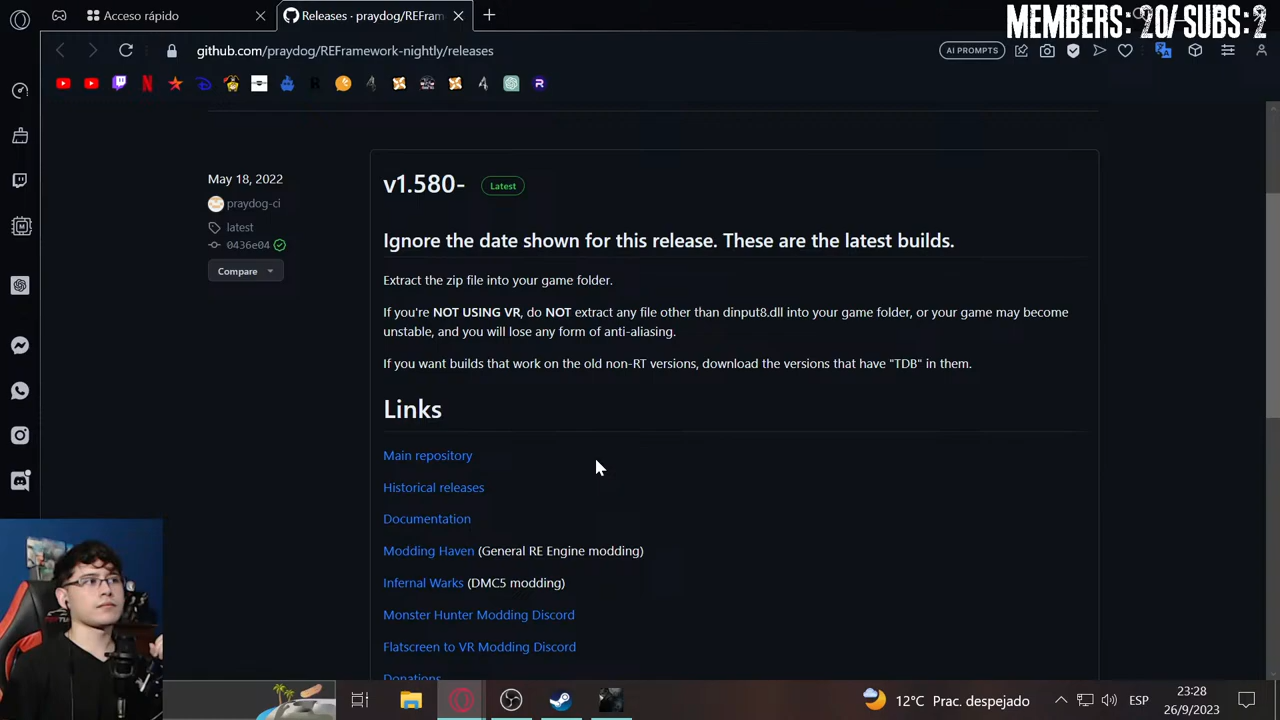 MEMBERS: 20/ SUBS:2
Acceso rápido
Releases · praydog/REFram
github.com/praydog/REFramework-nightly/releases
AI PROMPTS
May 18, 2022
praydog-ci
latest
0436e04
Compare
v1.580-
Latest
Ignore the date shown for this release. These are the latest builds.
Extract the zip file into your game folder.
If you're NOT USING VR, do NOT extract any file other than dinput8.dll into your game folder, or your game may become
unstable, and you will lose any form of anti-aliasing.
If you want builds that work on the old non-RT versions, download the versions that have "TDB" in them.
Links
Main repository
Historical releases
Documentation
Modding Haven (General RE Engine modding)
Infernal Warks (DMC5 modding)
Monster Hunter Modding Discord
Flatscreen to VR Modding Discord
Donations
12°C Prac. despejado
ESP
23:28
26/9/2023